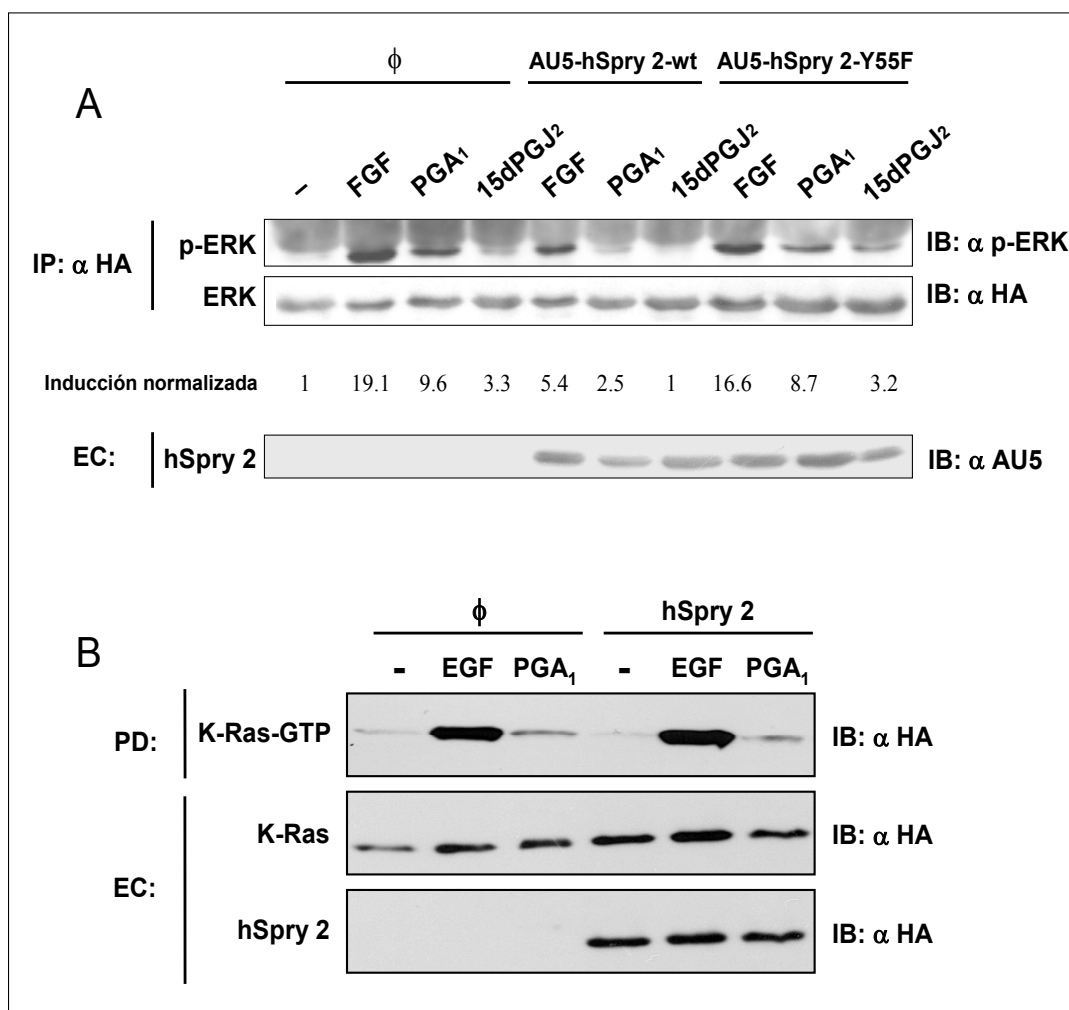 A
ϕ AU5-hSpry 2-wt AU5-hSpry 2-Y55F
- FGF PGA1 15dPGJ2 FGF PGA1 15dPGJ2 FGF PGA1 15dPGJ2
IP: α HA
p-ERK IB: α p-ERK
ERK IB: α HA
Inducción normalizada 1 19.1 9.6 3.3 5.4 2.5 1 16.6 8.7 3.2
EC: hSpry 2 IB: α AU5
B
ϕ hSpry 2
- EGF PGA1 - EGF PGA1
PD: K-Ras-GTP IB: α HA
EC:
K-Ras IB: α HA
hSpry 2 IB: α HA